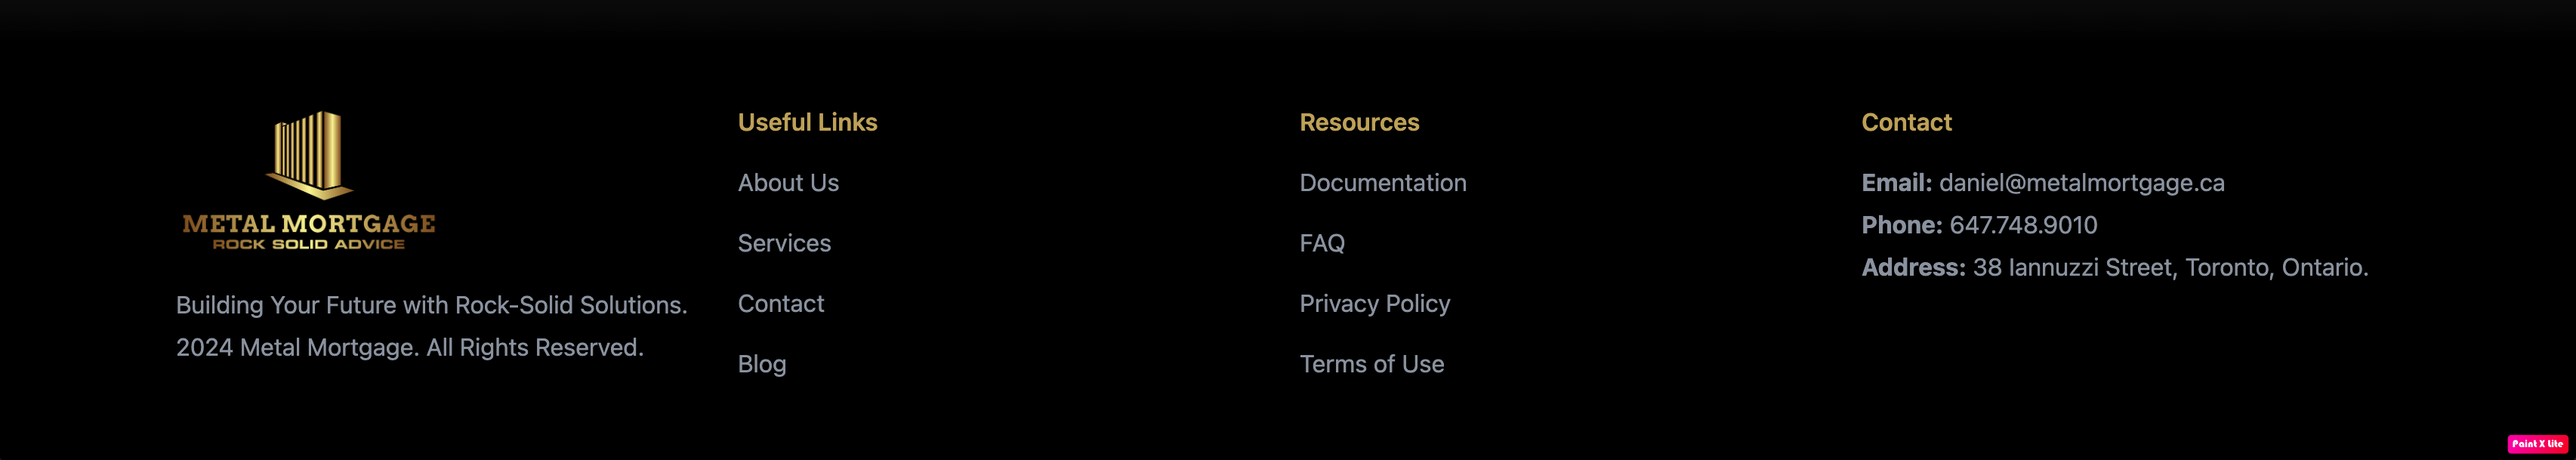 METAL MORTGAGE
ROCK SOLID ADVICE
Building Your Future with Rock-Solid Solutions.
2024 Metal Mortgage. All Rights Reserved.
Useful Links
About Us
Services
Contact
Blog
Resources
Documentation
FAQ
Privacy Policy
Terms of Use
Contact
Email: daniel@metalmortgage.ca
Phone: 647.748.9010
Address: 38 Iannuzzi Street, Toronto, Ontario.
Paint X lite